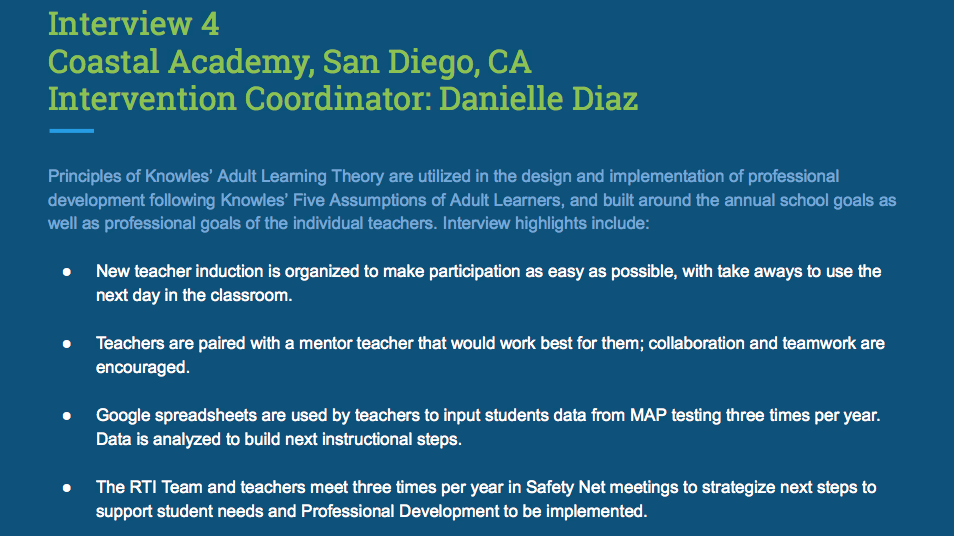 Interview 4
Coastal Academy, San Diego, CA
Intervention Coordinator: Danielle Diaz
Principles of Knowles' Adult Learning Theory are utilized in the design and implementation of professional
development following Knowles' Five Assumptions of Adult Learners, and built around the annual school goals as
well as professional goals of the individual teachers. Interview highlights include:
● New teacher induction is organized to make participation as easy as possible, with take aways to use the
next day in the classroom.
● Teachers are paired with a mentor teacher that would work best for them; collaboration and teamwork are
encouraged.
● Google spreadsheets are used by teachers to input students data from MAP testing three times per year.
Data is analyzed to build next instructional steps.
● The RTI Team and teachers meet three times per year in Safety Net meetings to strategize next steps to
support student needs and Professional Development to be implemented.